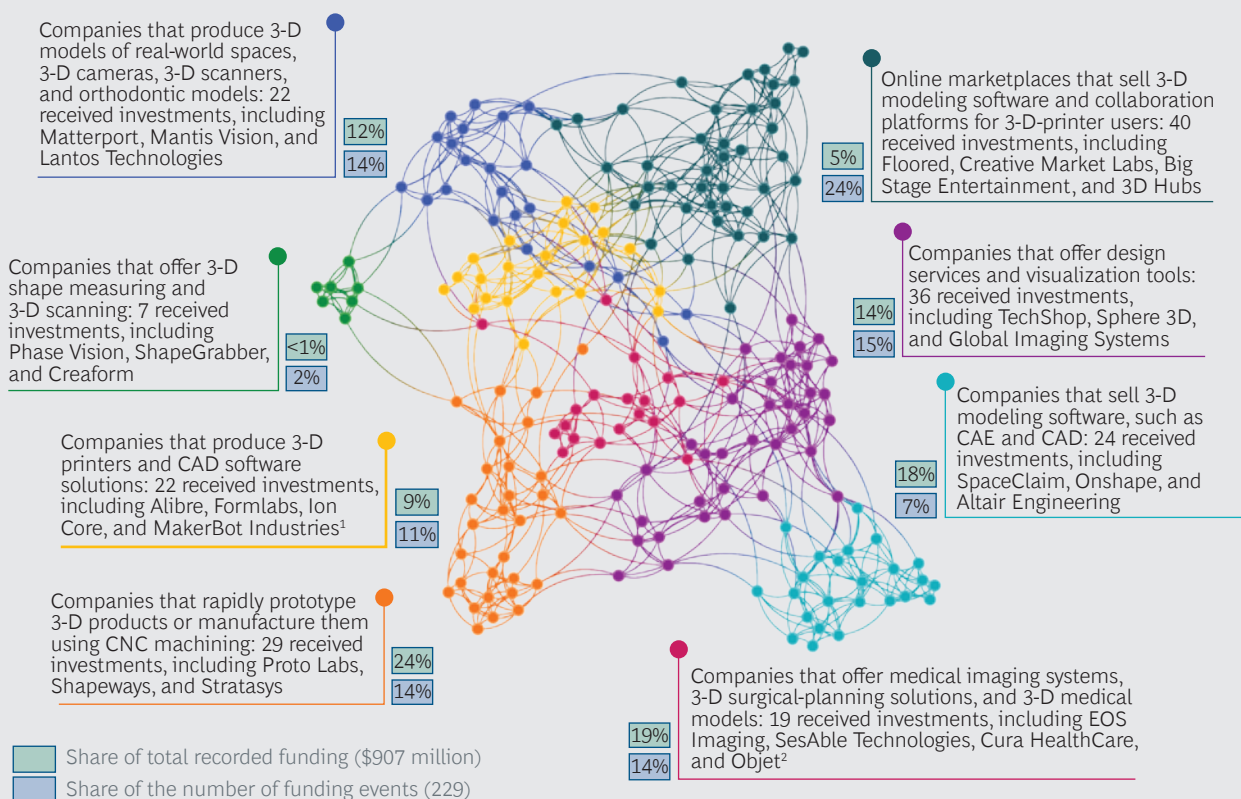 Companies that produce 3-D
models of real-world spaces,
3-D cameras, 3-D scanners,
and orthodontic models: 22
received investments, including
Matterport, Mantis Vision, and
Lantos Technologies
12%
14%
Online marketplaces that sell 3-D
modeling software and collaboration
platforms for 3-D-printer users: 40
received investments, including
Floored, Creative Market Labs, Big
Stage Entertainment, and 3D Hubs
5%
24%
Companies that offer 3-D
shape measuring and
3-D scanning: 7 received
investments, including
Phase Vision, ShapeGrabber,
and Creaform
<1%
2%
Companies that offer design
services and visualization tools:
36 received investments,
including TechShop, Sphere 3D,
and Global Imaging Systems
14%
15%
Companies that sell 3-D
modeling software, such as
CAE and CAD: 24 received
investments, including
SpaceClaim, Onshape, and
Altair Engineering
18%
7%
Companies that produce 3-D
printers and CAD software
solutions: 22 received investments,
including Alibre, Formlabs, Ion
Core, and MakerBot Industries¹
9%
11%
Companies that rapidly prototype
3-D products or manufacture them
using CNC machining: 29 received
investments, including Proto Labs,
Shapeways, and Stratasys
24%
14%
Companies that offer medical imaging systems,
3-D surgical-planning solutions, and 3-D medical
models: 19 received investments, including EOS
Imaging, SesAble Technologies, Cura HealthCare,
and Objet²
19%
14%
Share of total recorded funding ($907 million)
Share of the number of funding events (229)